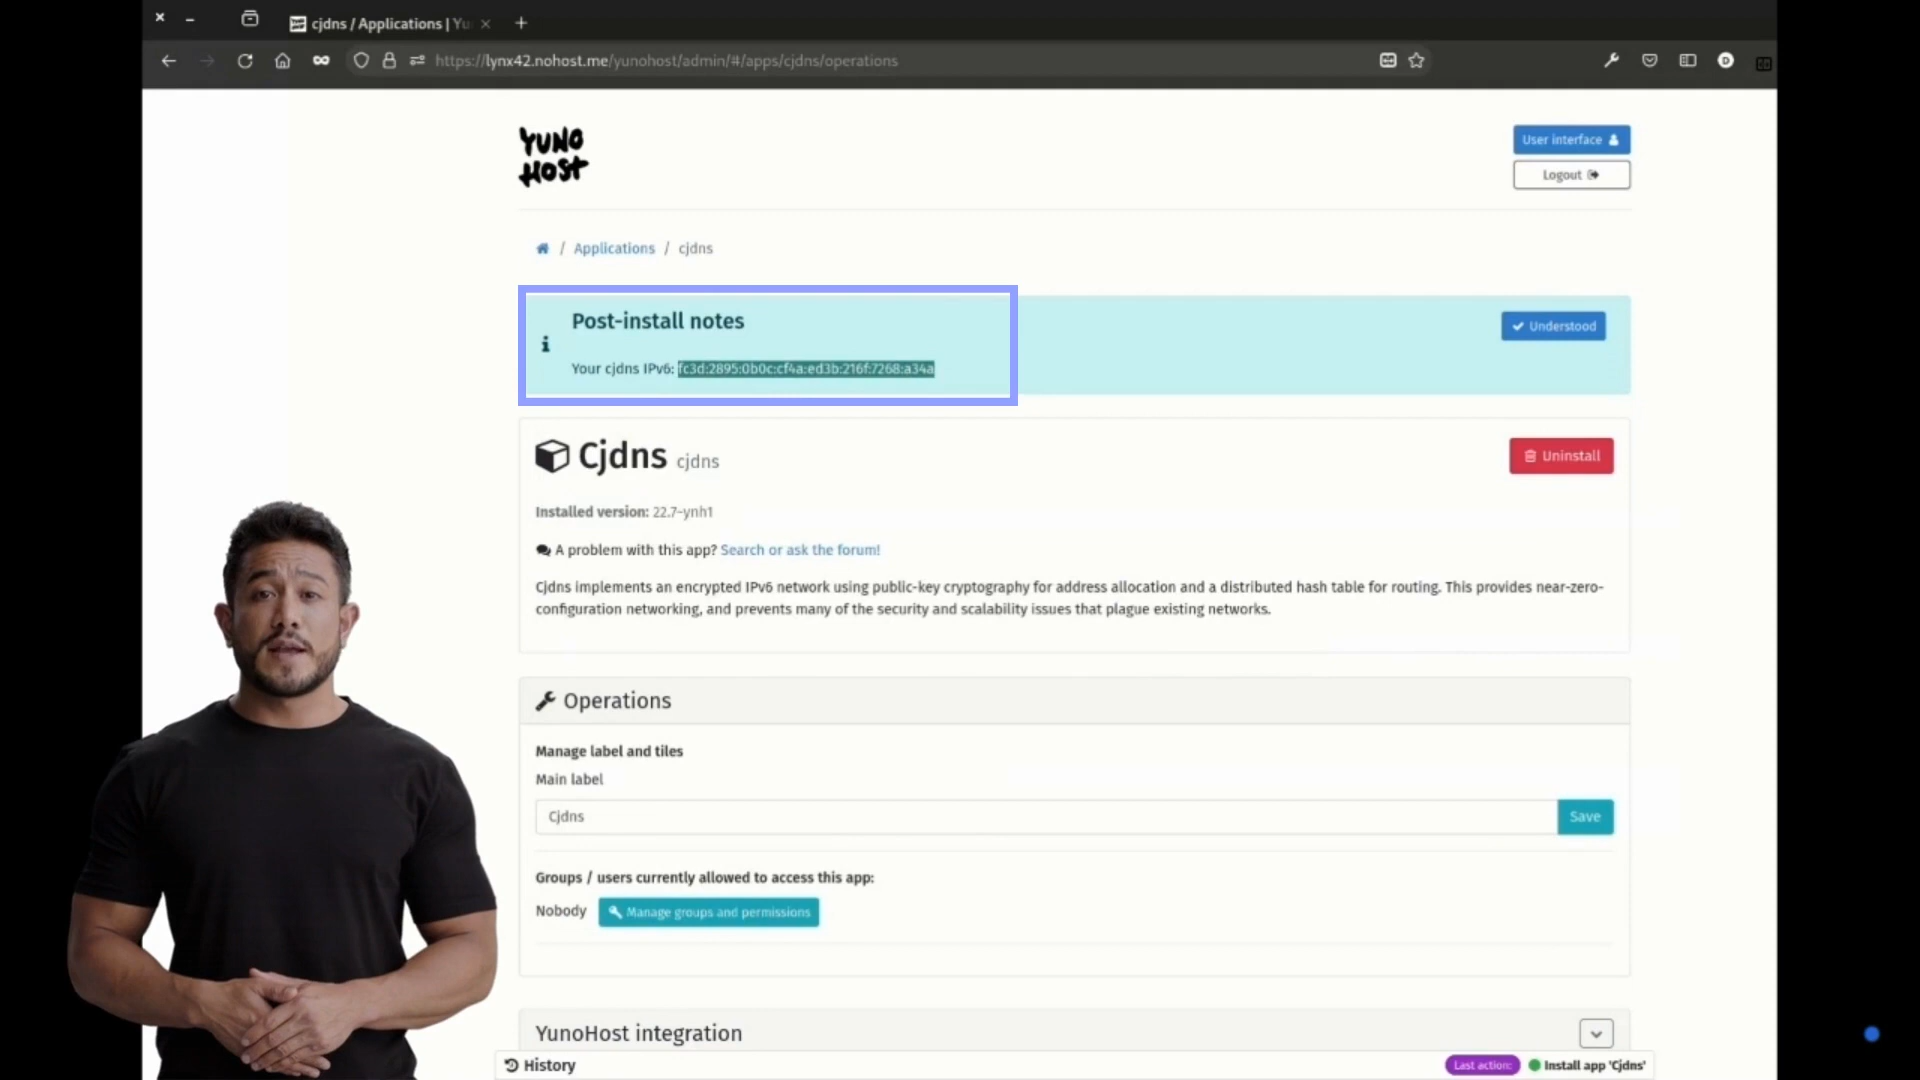 cjdns / Applications | Yu
https://lynx42.nohost.me/yunohost/admin/#/apps/cjdns/operations
YUNO
HOST
User interface
Logout
/ Applications / cjdns
Post-install notes
Understood
Your cjdns IPv6: fc3d:2895:0b0c:cf4a:ed3b:216f:7268:a34a
Cjdns cjdns
Uninstall
Installed version: 22.7~ynh1
A problem with this app? Search or ask the forum!
Cjdns implements an encrypted IPv6 network using public-key cryptography for address allocation and a distributed hash table for routing. This provides near-zero-
configuration networking, and prevents many of the security and scalability issues that plague existing networks.
Operations
Manage label and tiles
Main label
Cjdns
Save
Groups / users currently allowed to access this app:
Nobody Manage groups and permissions
YunoHost integration
History
Last action: Install app 'Cjdns'